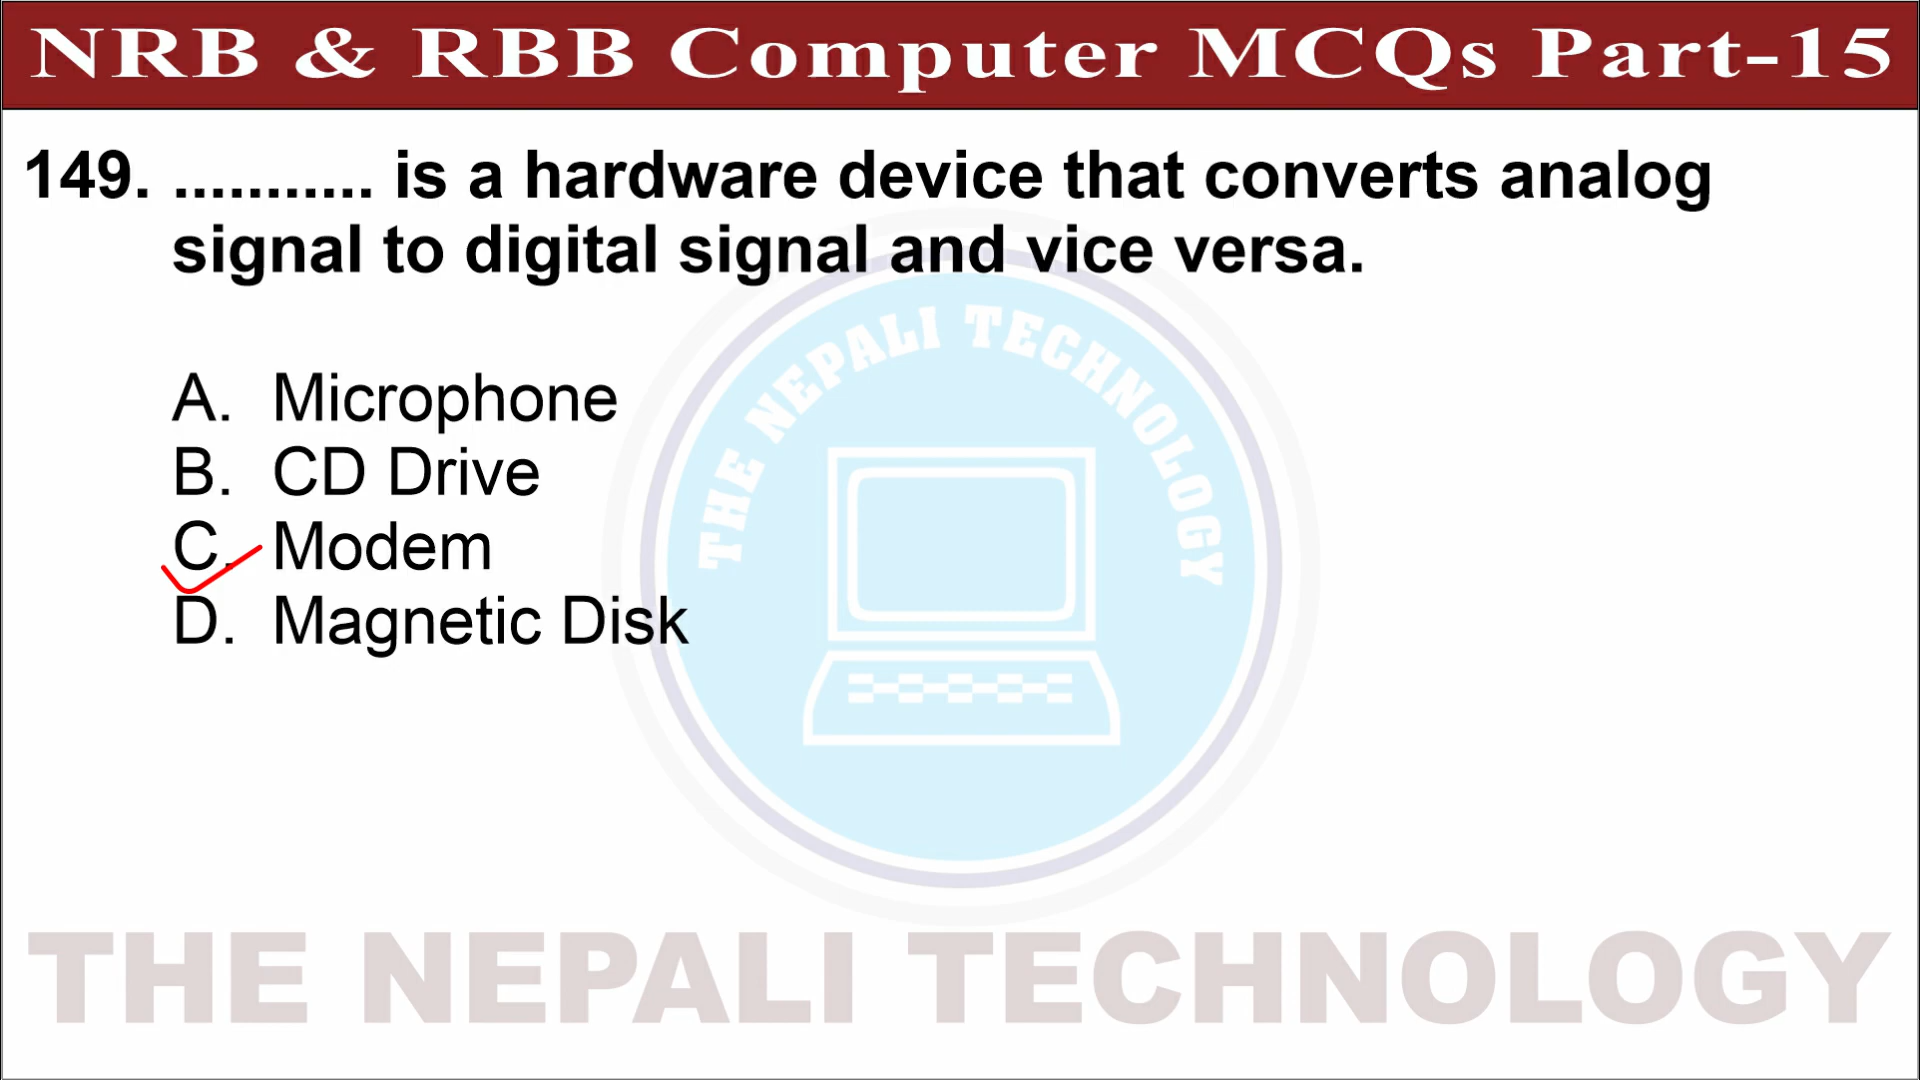 NRB & RBB Computer MCQs Part-15
149. ........... is a hardware device that converts analog
signal to digital signal and vice versa.
THE NEPALI TECHNOLOGY
A. Microphone
B. CD Drive
C. Modem
D. Magnetic Disk
THE NEPALI TECHNOLOGY